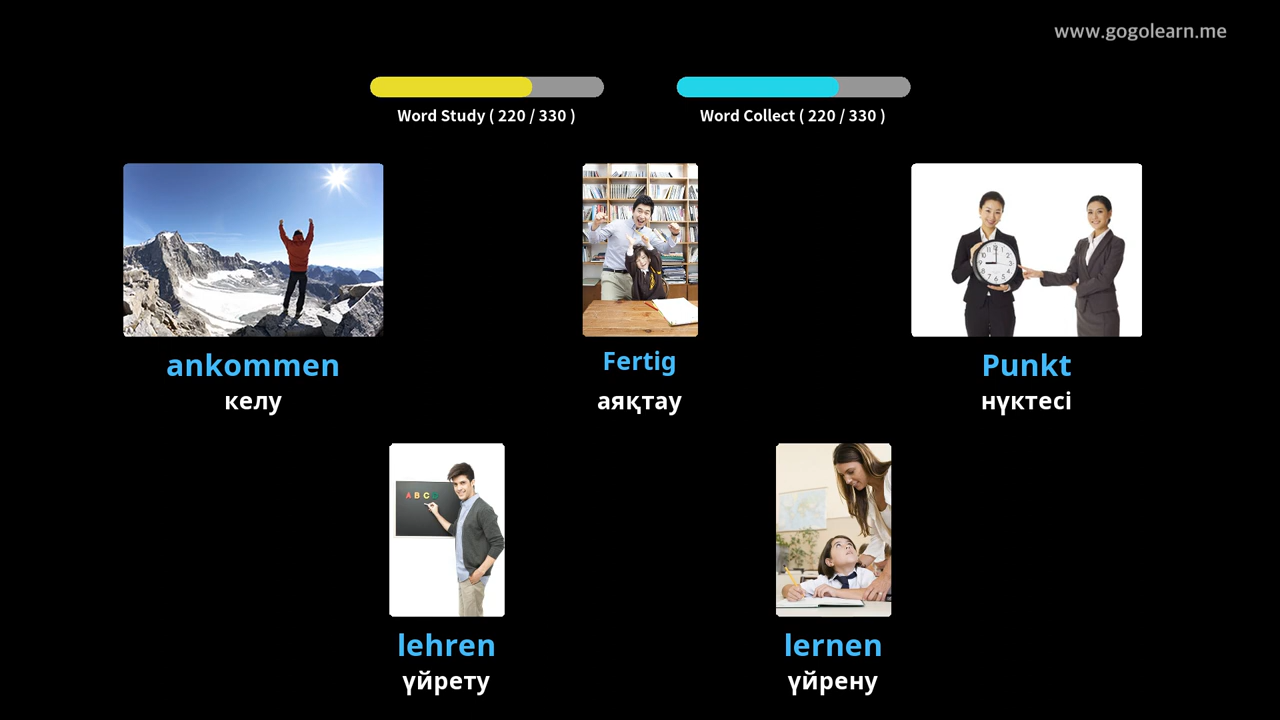 www.gogolearn.me
Word Study ( 220 / 330 )
Word Collect ( 220 / 330 )
ankommen
келу
Fertig
аяқтау
Punkt
нүктесі
A B C D
lehren
үйрету
lernen
үйрену